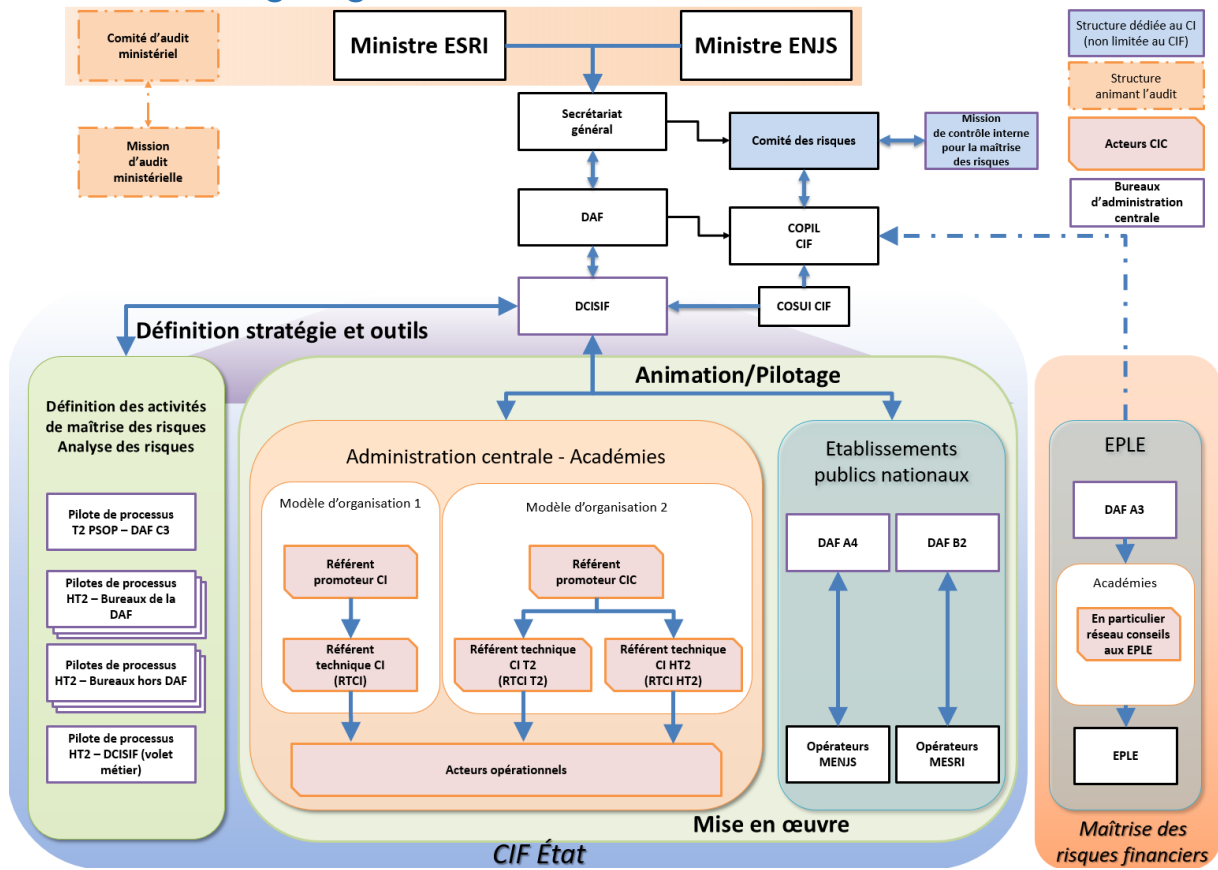 Comité d'audit
ministériel
Ministre ESRI
Ministre ENJS
Structure dédiée au CI
(non limitée au CIF)
Structure
animant l'audit
Acteurs CIC
Bureaux
d'administration
centrale
Mission
d'audit
ministérielle
Secrétariat
général
Comité des risques
Mission
de contrôle interne
pour la maîtrise
des risques
DAF
COPIL
CIF
DCISIF
COSUI CIF
Définition stratégie et outils
Animation/Pilotage
Définition des activités
de maîtrise des risques
Analyse des risques
Pilote de processus
T2 PSOP – DAF C3
Pilotes de processus
HT2 – Bureaux de la
DAF
Pilotes de processus
HT2 – Bureaux hors DAF
Pilote de processus
HT2 – DCISIF (volet
métier)
Administration centrale - Académies
Modèle d'organisation 1
Référent
promoteur CI
Référent
technique CI
(RTCI)
Modèle d'organisation 2
Référent
promoteur CIC
Référent technique
CI T2
(RTCI T2)
Référent technique
CI HT2
(RTCI HT2)
Acteurs opérationnels
Etablissements
publics nationaux
DAF A4
DAF B2
Opérateurs
MENJS
Opérateurs
MESRI
Mise en œuvre
CIF État
EPLE
DAF A3
Académies
En particulier
réseau conseils
aux EPLE
EPLE
Maîtrise des
risques financiers